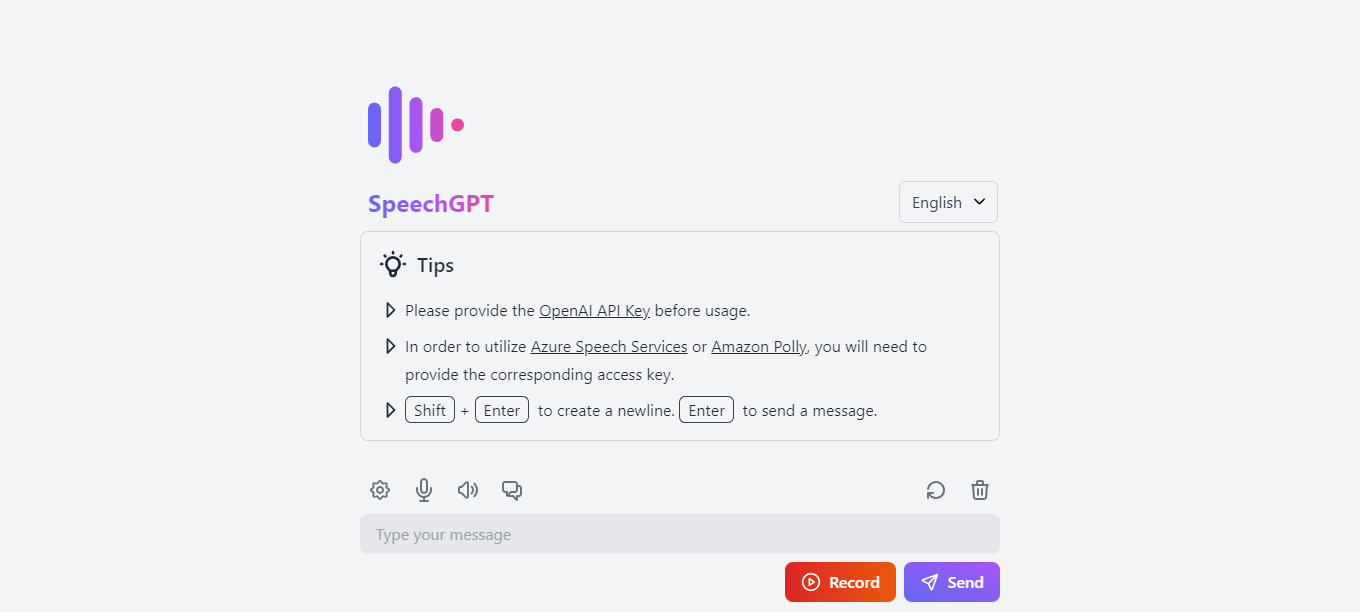 SpeechGPT
English
Tips
Please provide the OpenAI API Key before usage.
In order to utilize Azure Speech Services or Amazon Polly, you will need to
provide the corresponding access key.
Shift + Enter to create a newline. Enter to send a message.
Type your message
Record
Send